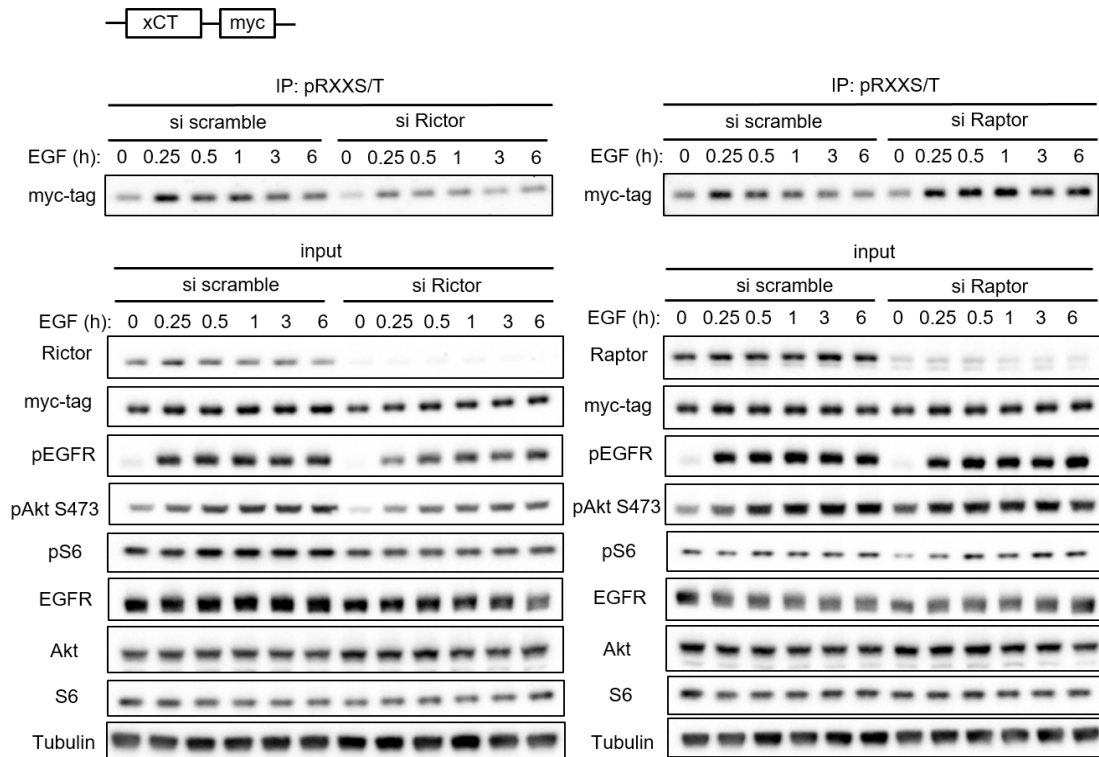 xCT myc
IP: pRXXS/T
si scramble si Rictor
EGF (h): 0 0.25 0.5 1 3 6 0 0.25 0.5 1 3 6
myc-tag
input
si scramble si Rictor
EGF (h): 0 0.25 0.5 1 3 6 0 0.25 0.5 1 3 6
Rictor
myc-tag
pEGFR
pAkt S473
pS6
EGFR
Akt
S6
Tubulin
IP: pRXXS/T
si scramble si Raptor
EGF (h): 0 0.25 0.5 1 3 6 0 0.25 0.5 1 3 6
myc-tag
input
si scramble si Raptor
EGF (h): 0 0.25 0.5 1 3 6 0 0.25 0.5 1 3 6
Raptor
myc-tag
pEGFR
pAkt S473
pS6
EGFR
Akt
S6
Tubulin